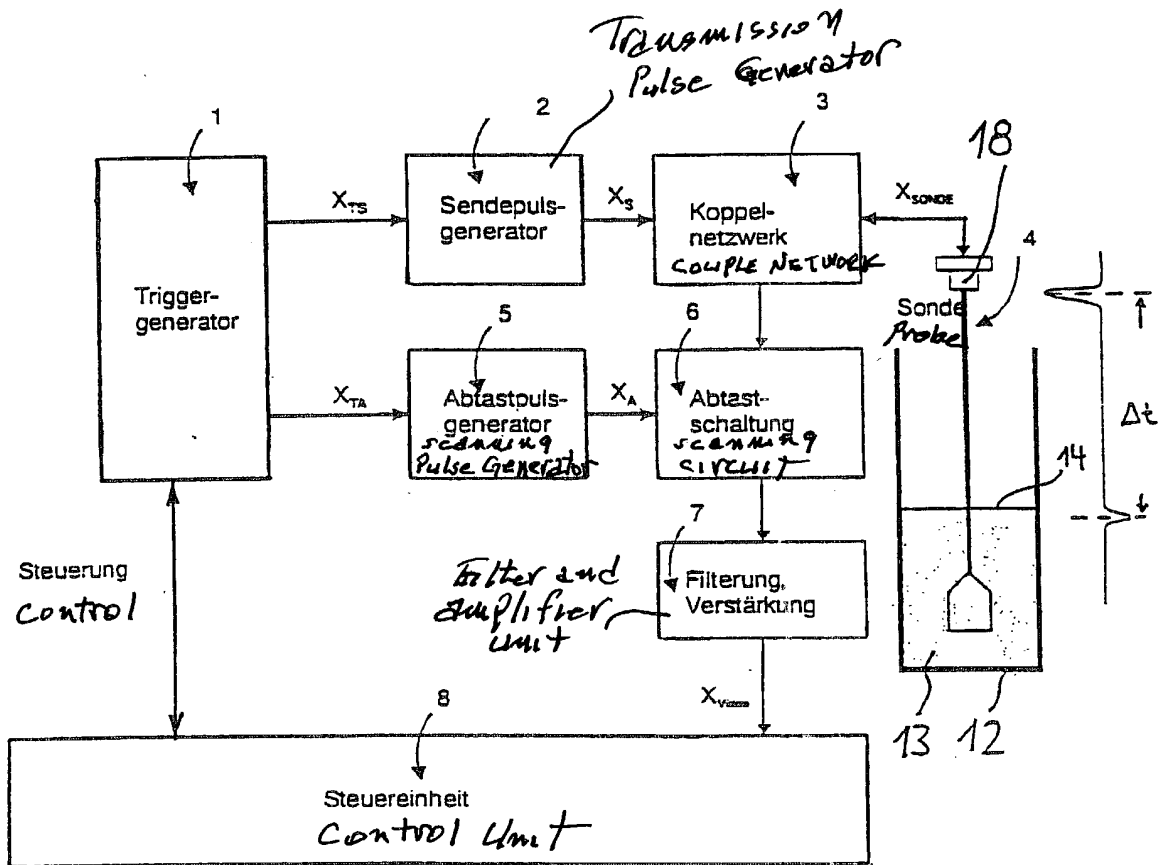 Transmission
Pulse Generator
1
2
3
18
Trigger-
generator
X_TS
Sendepuls-
generator
X_S
Koppel-
netzwerk
COUPLE NETWORK
X_SONDE
4
Sonde
Probe
5
6
X_TA
Abtastpuls-
generator
scanning
Pulse Generator
X_A
Abtast-
schaltung
scanning
circuit
Δt
14
7
Steuerung
control
Filter and
amplifier
unit
Filterung,
Verstärkung
X_Video
13
12
8
Steuereinheit
control unit